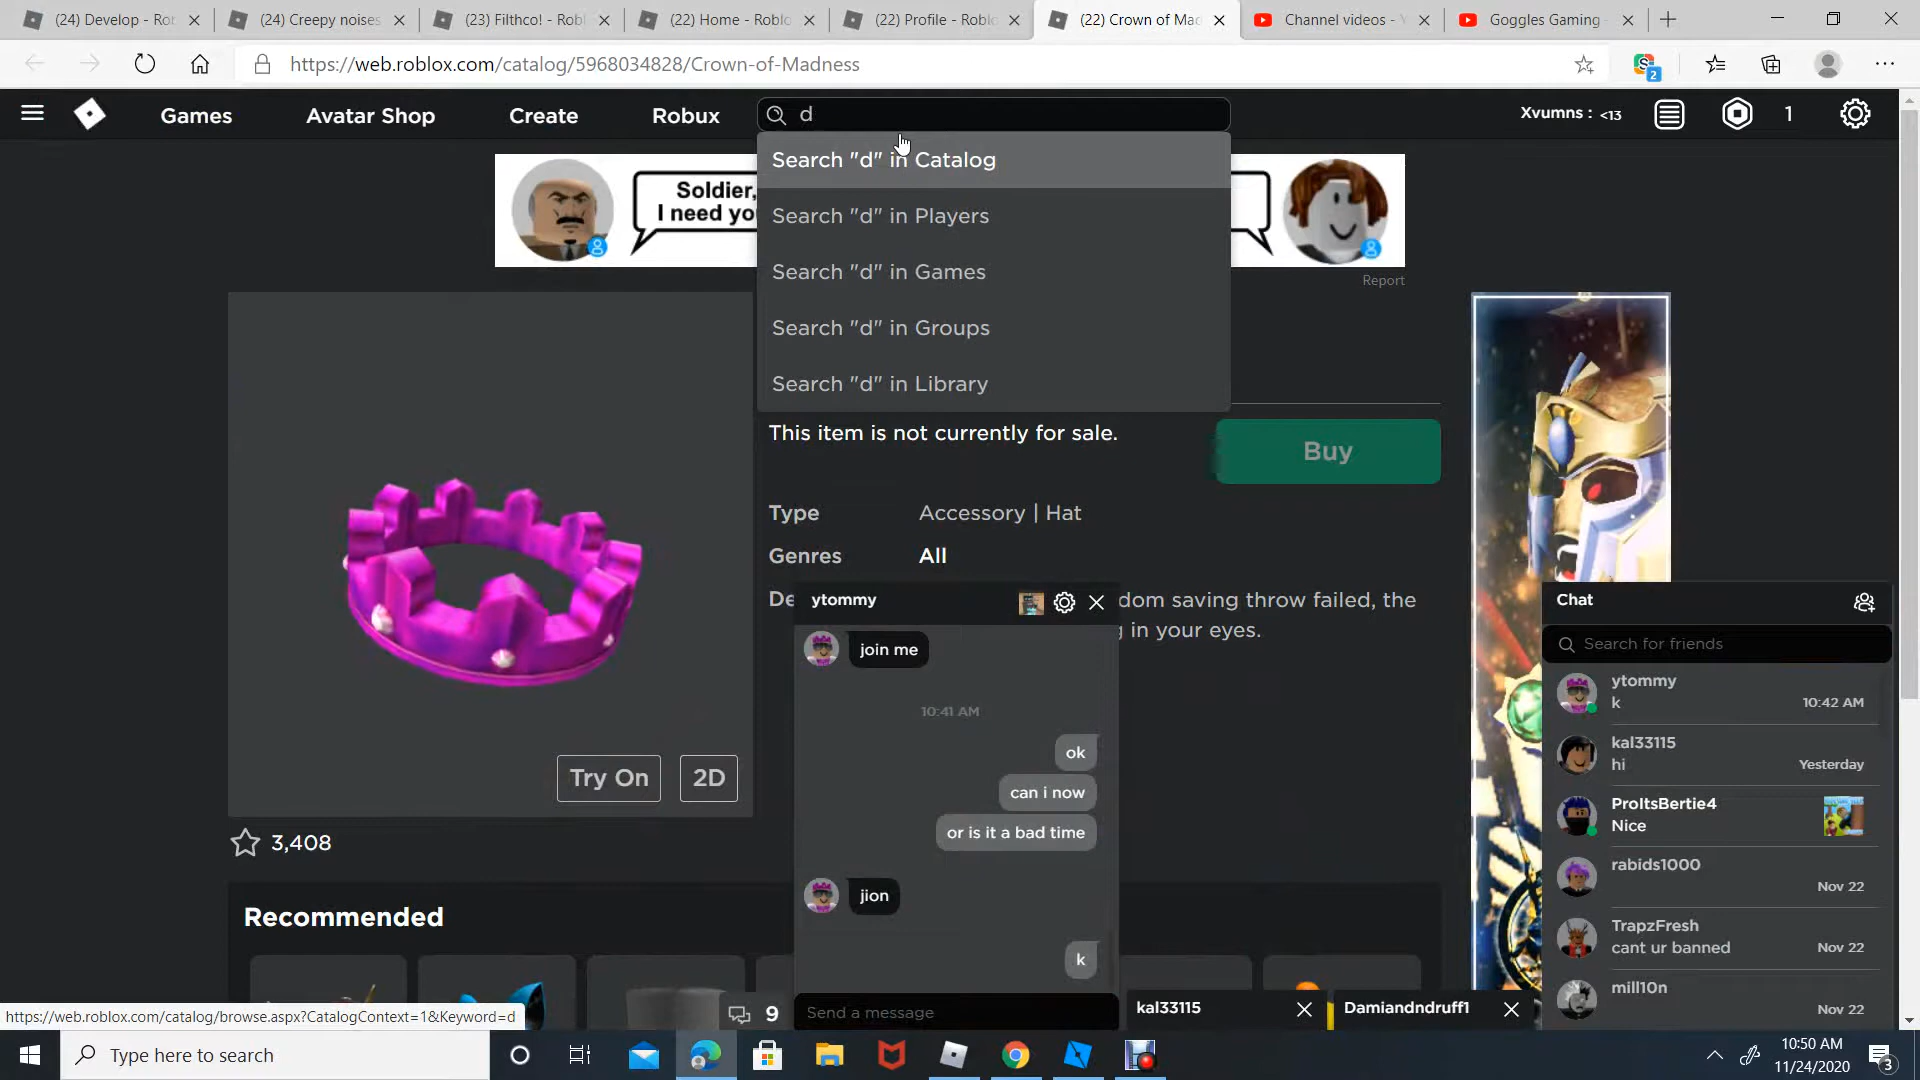 (24) Develop - Ro
(24) Creepy noises
(23) Filthco! - Robl
(22) Home - Roblo
(22) Profile - Roblo
(22) Crown of Mad
Channel videos - Y
Goggles Gaming -
https://web.roblox.com/catalog/5968034828/Crown-of-Madness
S
2
Games
Avatar Shop
Create
Robux
d
Xvumns : <13
1
Search "d" in Catalog
Search "d" in Players
Search "d" in Games
Search "d" in Groups
Search "d" in Library
Soldier,
I need yo
Report
This item is not currently for sale.
Buy
Type
Accessory | Hat
Genres
All
De
dom saving throw failed, the
g in your eyes.
Try On
2D
3,408
Recommended
ytommy
join me
10:41 AM
ok
can i now
or is it a bad time
jion
k
Send a message
9
kal33115
Damiandndruff1
Chat
Search for friends
ytommy
k
10:42 AM
kal33115
hi
Yesterday
ProItsBertie4
Nice
rabids1000
Nov 22
TrapzFresh
cant ur banned
Nov 22
mill10n
Nov 22
https://web.roblox.com/catalog/browse.aspx?CatalogContext=1&Keyword=d
Type here to search
10:50 AM
11/24/2020
3